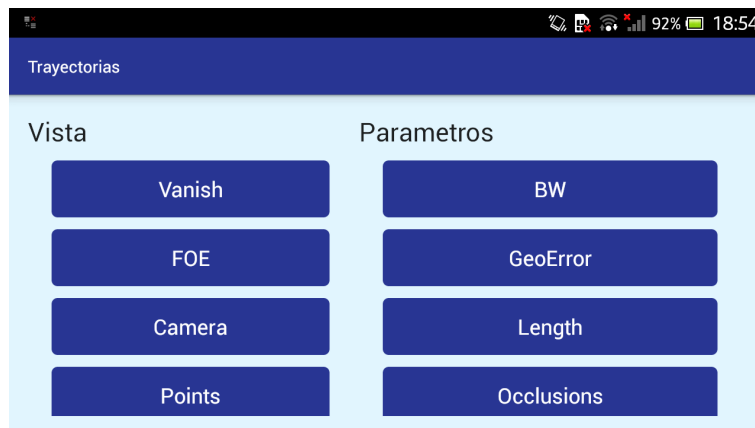 92% 18:54
Trayectorias
Vista
Parametros
Vanish
BW
FOE
GeoError
Camera
Length
Points
Occlusions